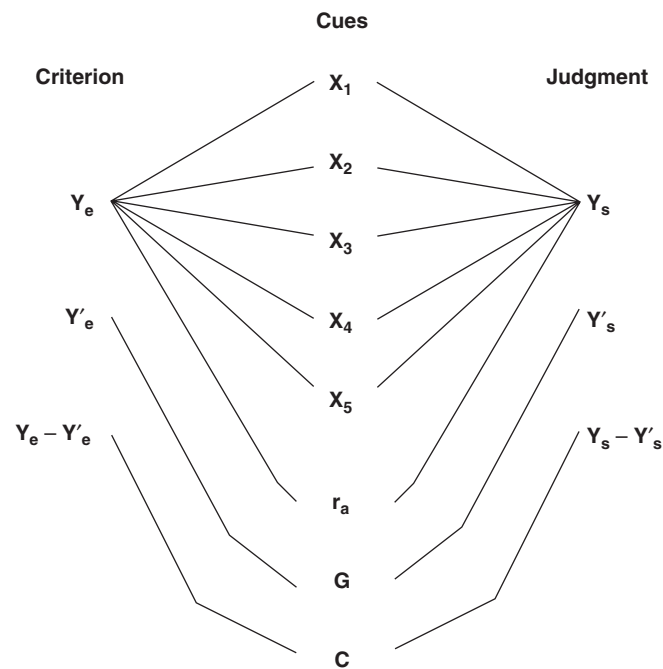 Cues
Criterion
Judgment
X₁
X₂
Yₑ
Yₛ
X₃
Y′ₑ
X₄
Y′ₛ
X₅
Yₑ − Y′ₑ
Yₛ − Y′ₛ
rₐ
G
C